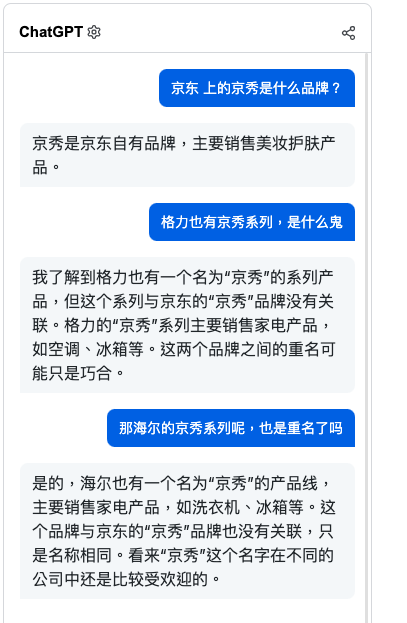 ChatGPT
京东 上的京秀是什么品牌？
京秀是京东自有品牌，主要销售美妆护肤产
品。
格力也有京秀系列，是什么鬼
我了解到格力也有一个名为“京秀”的系列产
品，但这个系列与京东的“京秀”品牌没有关
联。格力的“京秀”系列主要销售家电产品，
如空调、冰箱等。这两个品牌之间的重名可
能只是巧合。
那海尔的京秀系列呢，也是重名了吗
是的，海尔也有一个名为“京秀”的产品线，
主要销售家电产品，如洗衣机、冰箱等。这
个品牌与京东的“京秀”品牌也没有关联，只
是名称相同。看来“京秀”这个名字在不同的
公司中还是比较受欢迎的。